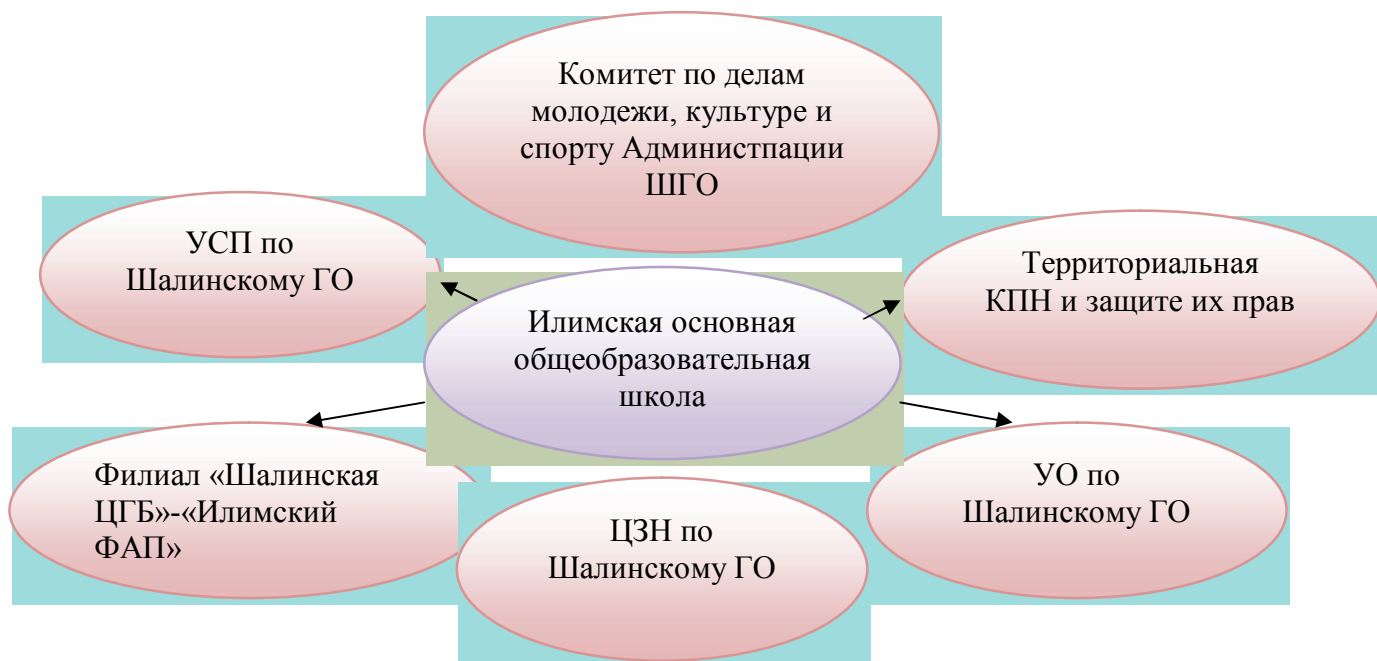 Комитет по делам
молодежи, культуре и
спорту Администпации
ШГО
УСП по
Шалинскому ГО
Территориальная
КПН и защите их прав
Илимская основная
общеобразовательная
школа
Филиал «Шалинская
ЦГБ»-«Илимский
ФАП»
ЦЗН по
Шалинскому ГО
УО по
Шалинскому ГО